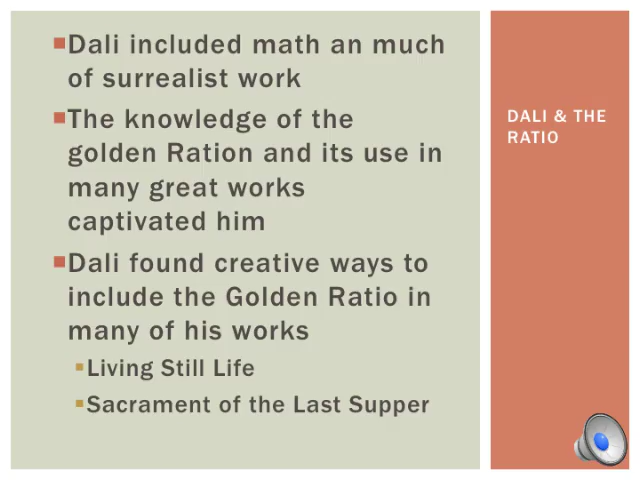 Dali included math an much
of surrealist work
The knowledge of the
golden Ration and its use in
many great works
captivated him
Dali found creative ways to
include the Golden Ratio in
many of his works
Living Still Life
Sacrament of the Last Supper
DALI & THE
RATIO